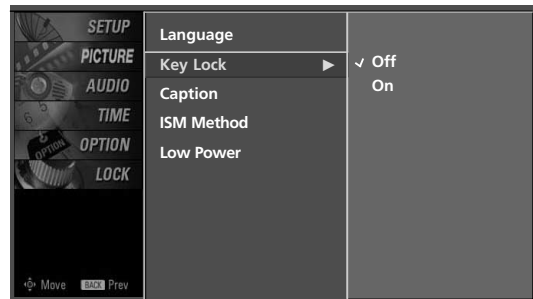 SETUP
PICTURE
AUDIO
TIME
OPTION
LOCK
Move BACK Prev
Language
Key Lock
Caption
ISM Method
Low Power
Off
On